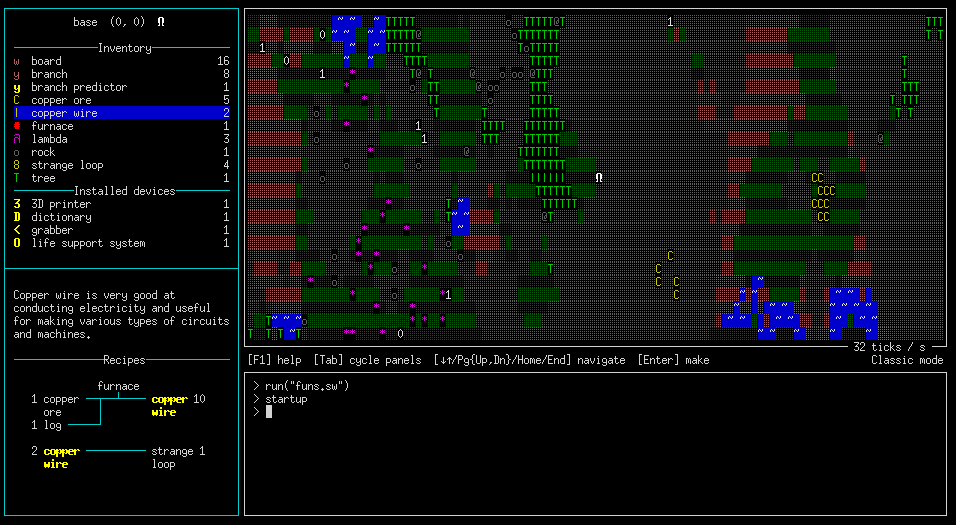 base (0, 0) Ω
Inventory
w board 16
y branch 8
y branch predictor 1
C copper ore 5
| copper wire 2
furnace 1
lambda 3
o rock 1
8 strange loop 4
T tree 1
Installed devices
3 3D printer 1
D dictionary 1
< grabber 1
O life support system 1
Copper wire is very good at
conducting electricity and useful
for making various types of circuits
and machines.
Recipes
furnace
1 copper ore
1 log
copper wire 10
2 copper wire
strange loop 1
32 ticks / s
[F1] help [Tab] cycle panels [↓↑/Pg{Up,Dn}/Home/End] navigate [Enter] make
Classic mode
> run("funs.sw")
> startup
>